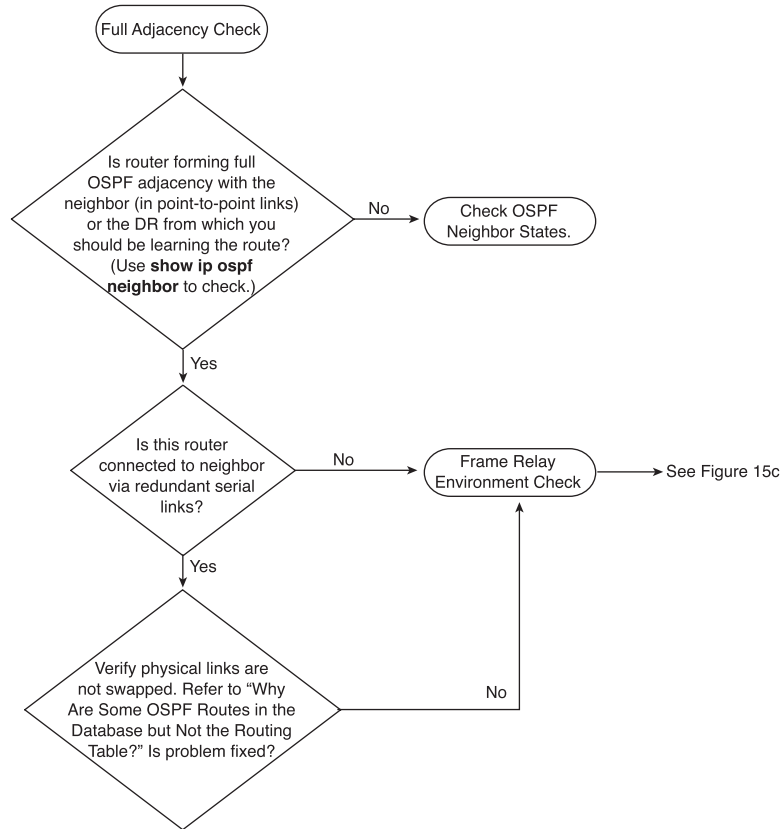 Full Adjacency Check
Is router forming full
OSPF adjacency with the
neighbor (in point-to-point links)
or the DR from which you
should be learning the route?
(Use show ip ospf
neighbor to check.)
No
Check OSPF
Neighbor States.
Yes
Is this router
connected to neighbor
via redundant serial
links?
No
Frame Relay
Environment Check
See Figure 15c
Yes
Verify physical links are
not swapped. Refer to “Why
Are Some OSPF Routes in the
Database but Not the Routing
Table?” Is problem fixed?
No